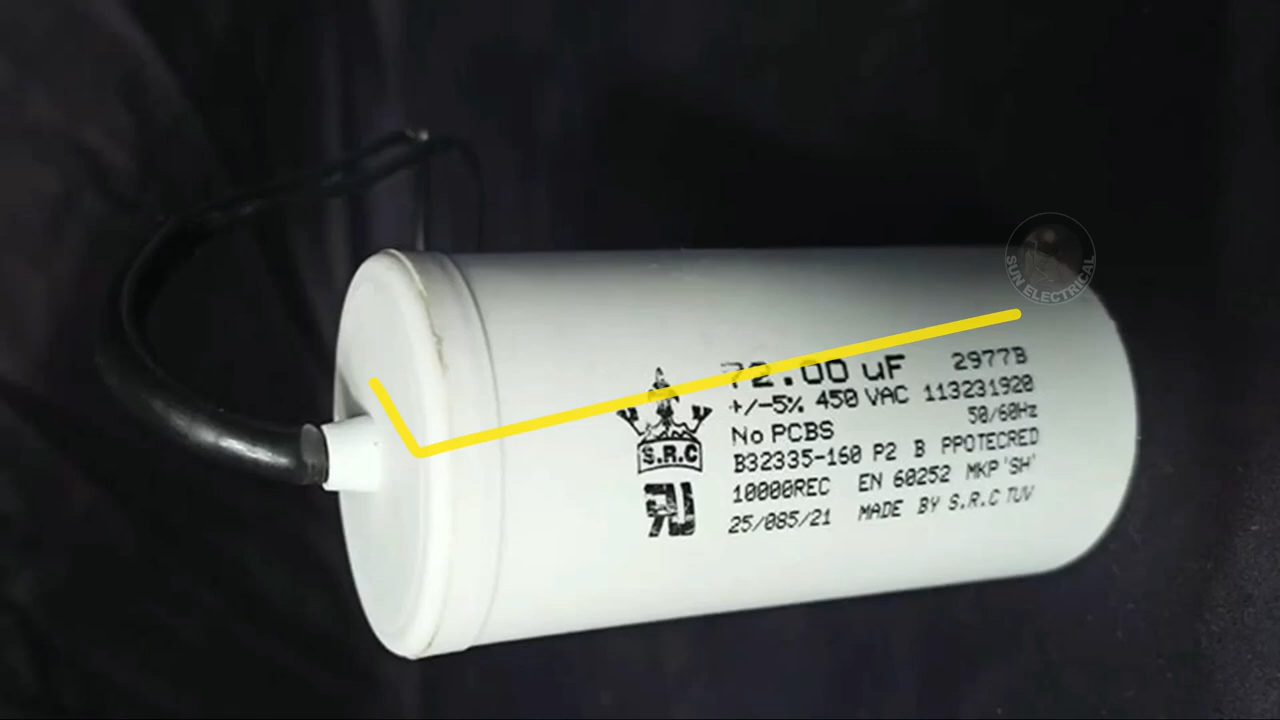 SUN ELECTRICAL
72.00 uF 2977B
+/-5% 450 VAC 113231920
50/60Hz
No PCBS
B32335-160 P2 B PPOTECRED
10000REC EN 60252 MKP 'SH'
25/085/21 MADE BY S.R.C TUV
S.R.C